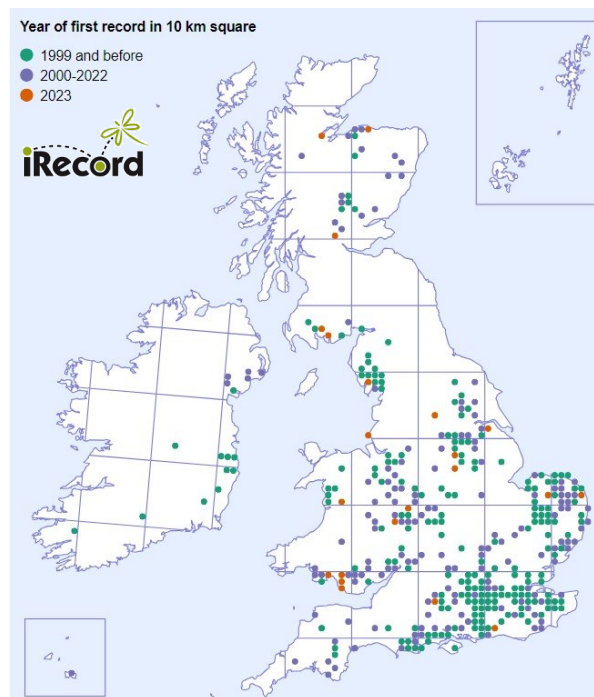 Year of first record in 10 km square
1999 and before
2000-2022
2023
iRecord